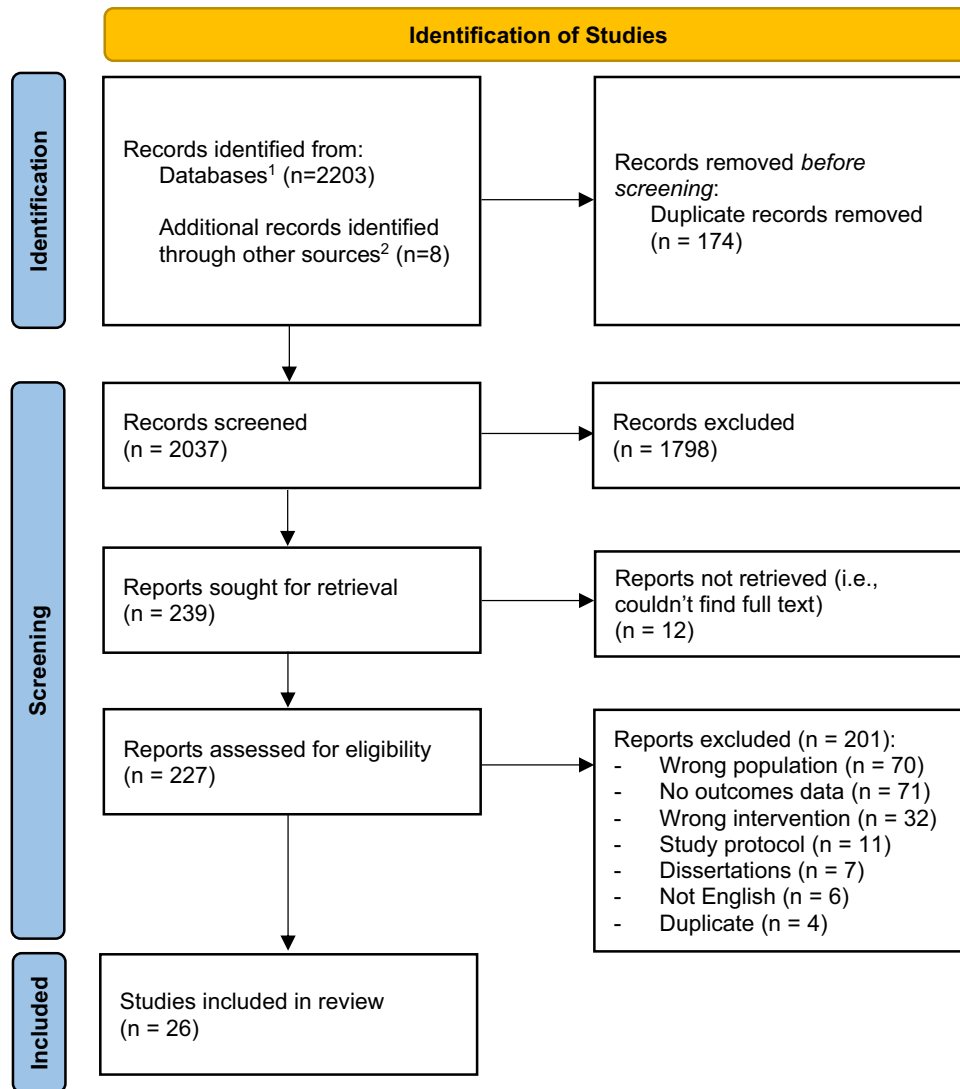 Identification of Studies
Identification
Records identified from:
Databases¹ (n=2203)
Additional records identified
through other sources² (n=8)
Records removed before
screening:
Duplicate records removed
(n = 174)
Screening
Records screened
(n = 2037)
Records excluded
(n = 1798)
Reports sought for retrieval
(n = 239)
Reports not retrieved (i.e.,
couldn’t find full text)
(n = 12)
Reports assessed for eligibility
(n = 227)
Reports excluded (n = 201):
- Wrong population (n = 70)
- No outcomes data (n = 71)
- Wrong intervention (n = 32)
- Study protocol (n = 11)
- Dissertations (n = 7)
- Not English (n = 6)
- Duplicate (n = 4)
Included
Studies included in review
(n = 26)